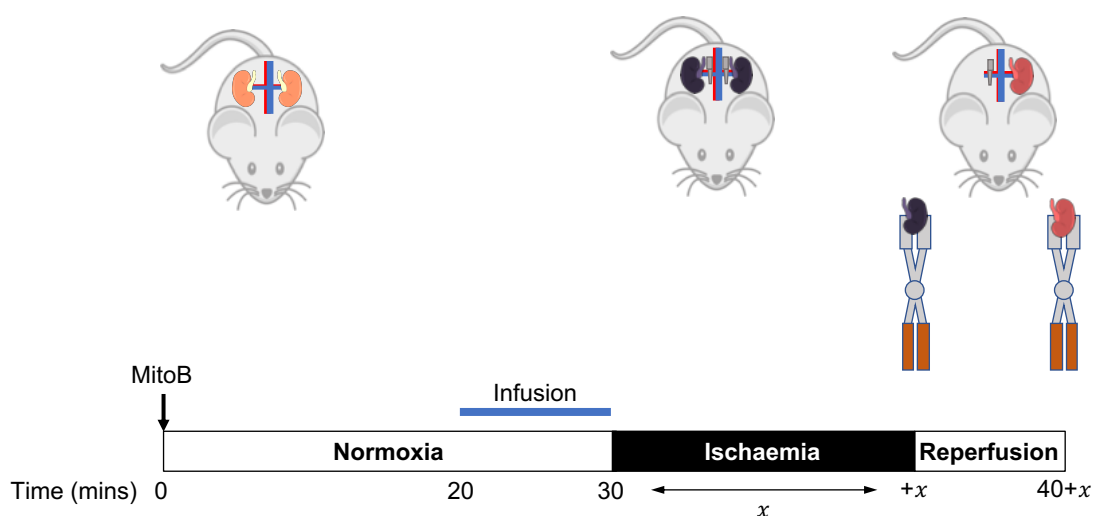 MitoB
Infusion
Normoxia Ischaemia Reperfusion
Time (mins) 0 20 30 +x 40+x
x